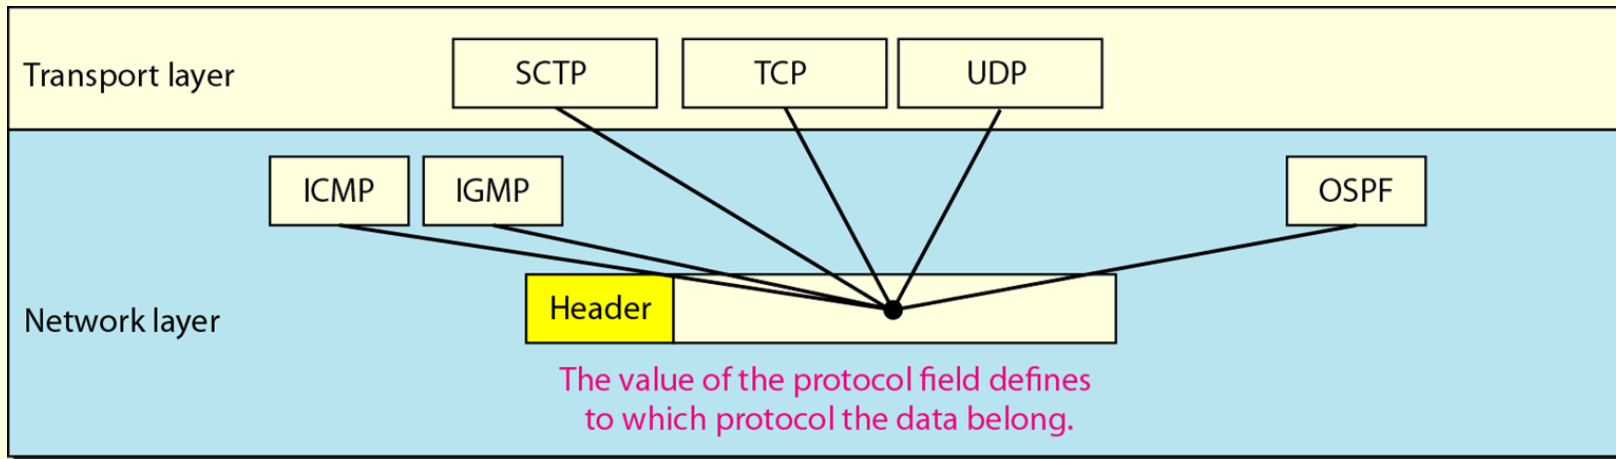 Transport layer
SCTP
TCP
UDP
ICMP
IGMP
OSPF
Network layer
Header
The value of the protocol field defines
to which protocol the data belong.